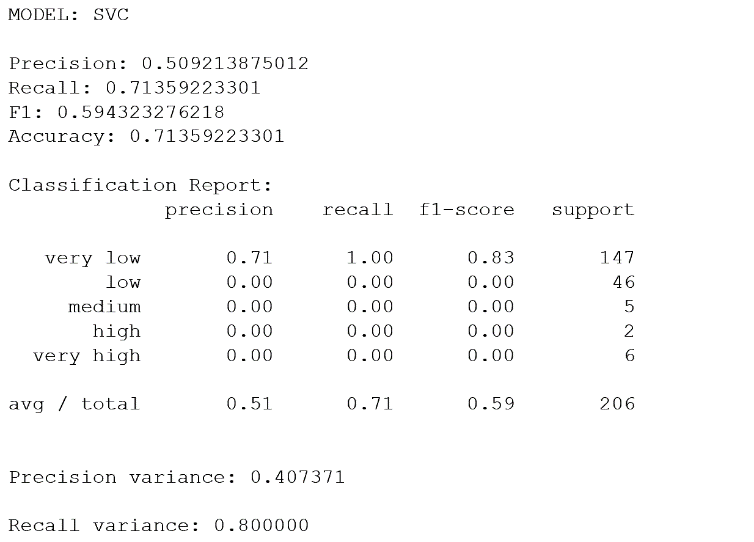 MODEL: SVC
Precision: 0.509213875012
Recall: 0.71359223301
F1: 0.594323276218
Accuracy: 0.71359223301
Classification Report:
precision recall f1-score support
very low 0.71 1.00 0.83 147
low 0.00 0.00 0.00 46
medium 0.00 0.00 0.00 5
high 0.00 0.00 0.00 2
very high 0.00 0.00 0.00 6
avg / total 0.51 0.71 0.59 206
Precision variance: 0.407371
Recall variance: 0.800000